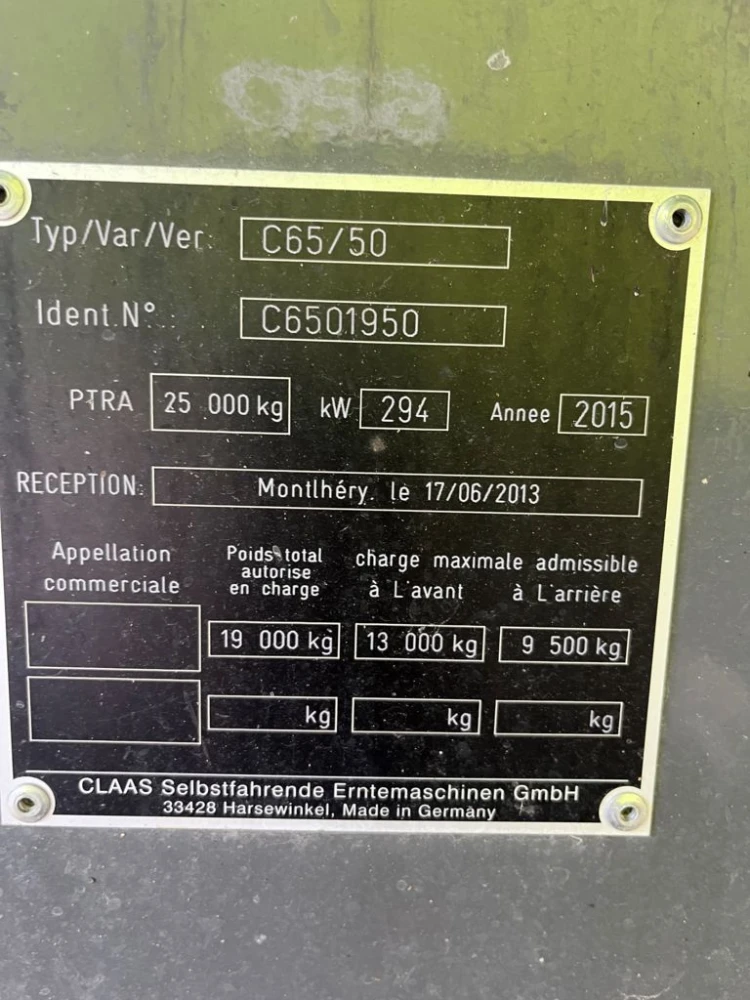 Typ/Var/Ver: C65/50
Ident.N°: C6501950
PTRA 25 000 kg kW 294 Annee 2015
RECEPTION: Montlhéry. le 17/06/2013
Appellation commerciale
Poids total autorise en charge
charge maximale admissible
à L'avant à L'arrière
19 000 kg 13 000 kg 9 500 kg
kg kg kg
CLAAS Selbstfahrende Erntemaschinen GmbH
33428 Harsewinkel, Made in Germany